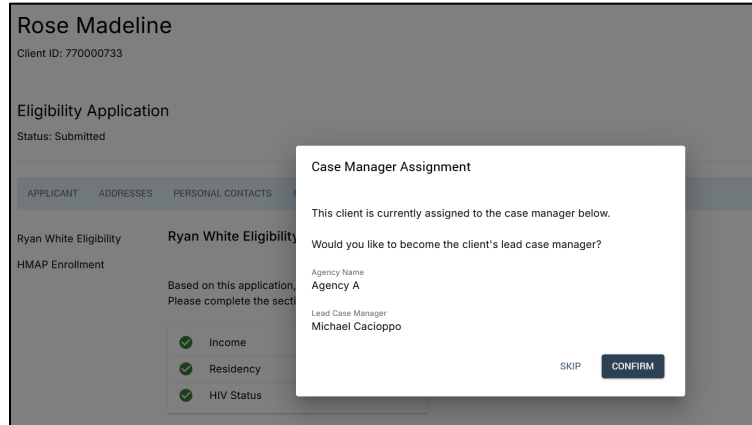 Rose Madeline
Client ID: 770000733
Eligibility Application
Status: Submitted
APPLICANT ADDRESSES PERSONAL CONTACTS
Ryan White Eligibility
HMAP Enrollment
Ryan White Eligibility
Based on this application,
Please complete the
Income
Residency
HIV Status
Case Manager Assignment
This client is currently assigned to the case manager below.
Would you like to become the client's lead case manager?
Agency Name
Agency A
Lead Case Manager
Michael Cacioppo
SKIP CONFIRM